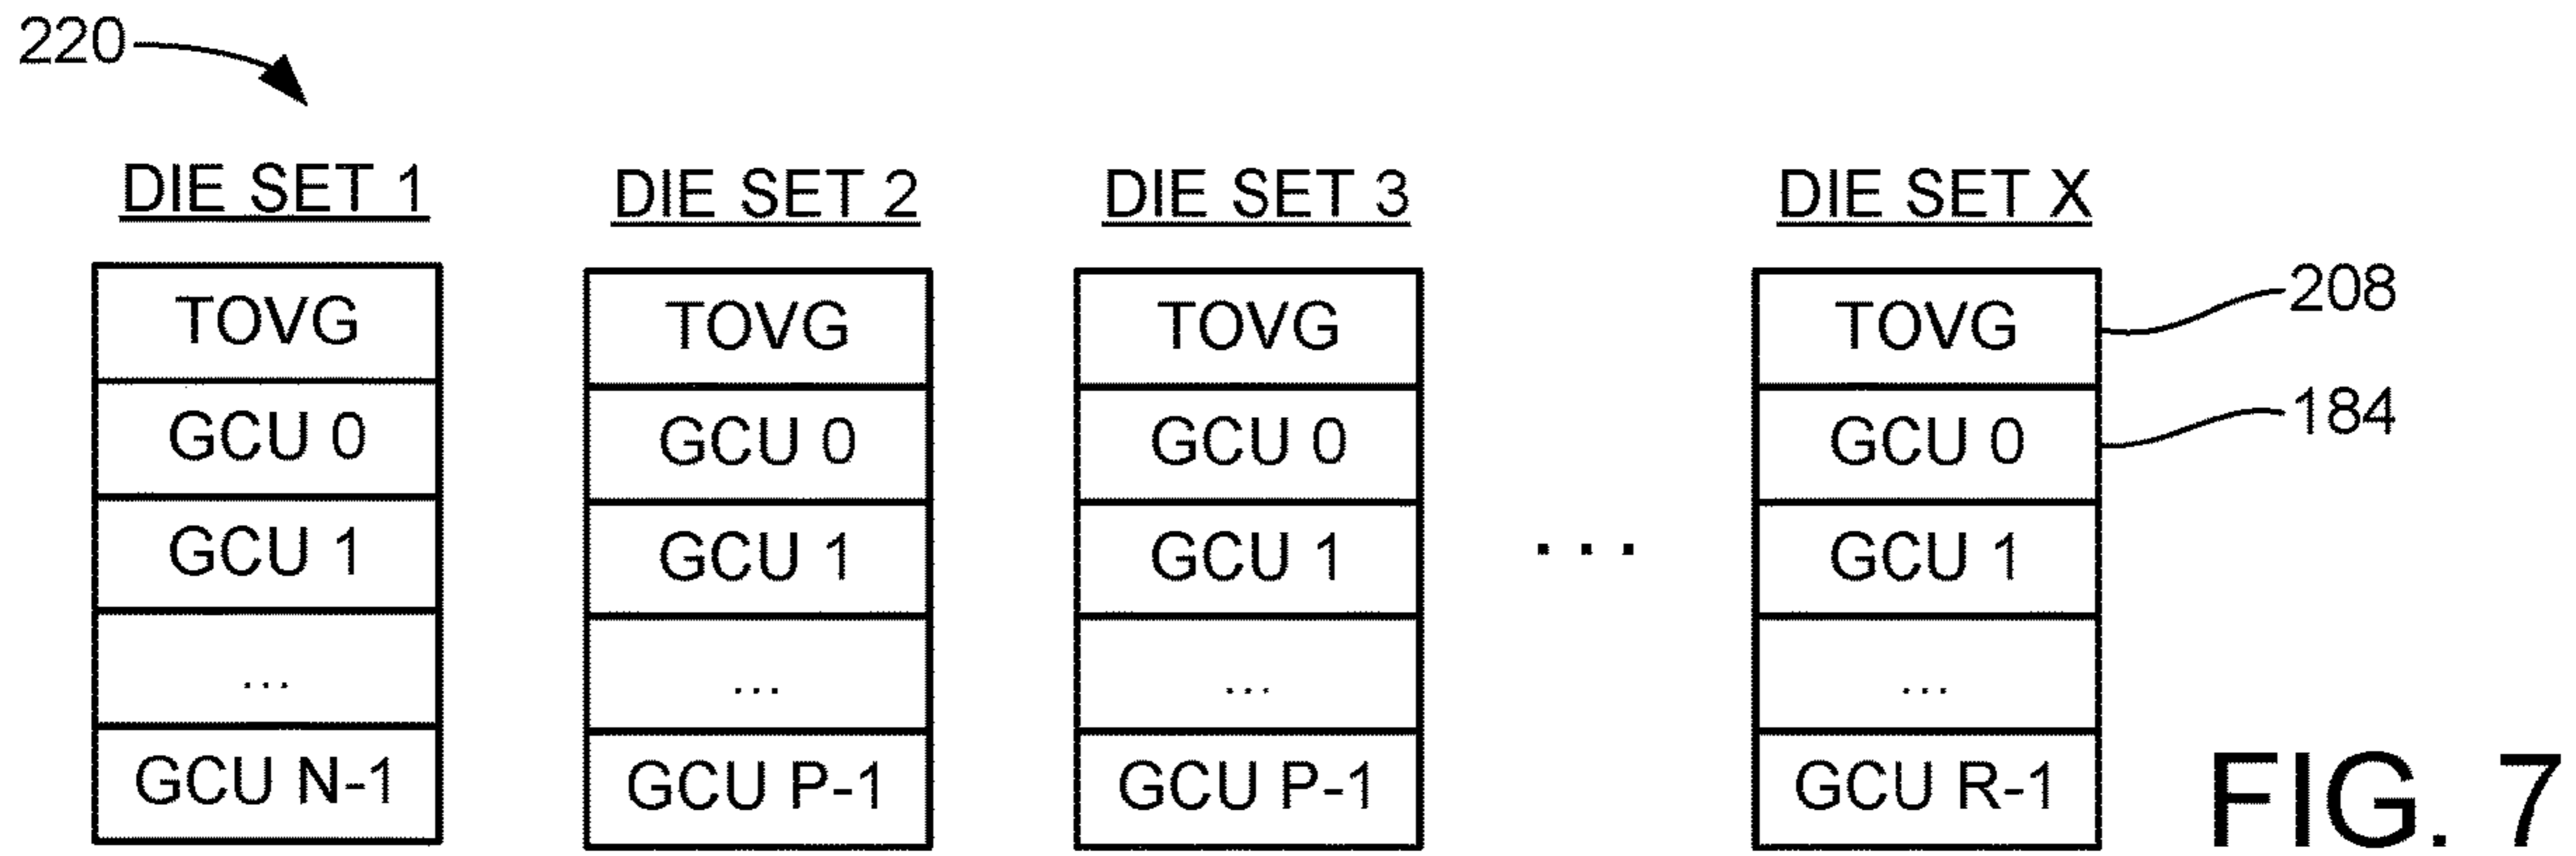 220
DIE SET 1 DIE SET 2 DIE SET 3 DIE SET X
TOVG TOVG TOVG TOVG 208
GCU 0 GCU 0 GCU 0 GCU 0 184
GCU 1 GCU 1 GCU 1 ... GCU 1
... ... ... ...
GCU N-1 GCU P-1 GCU P-1 GCU R-1
FIG. 7